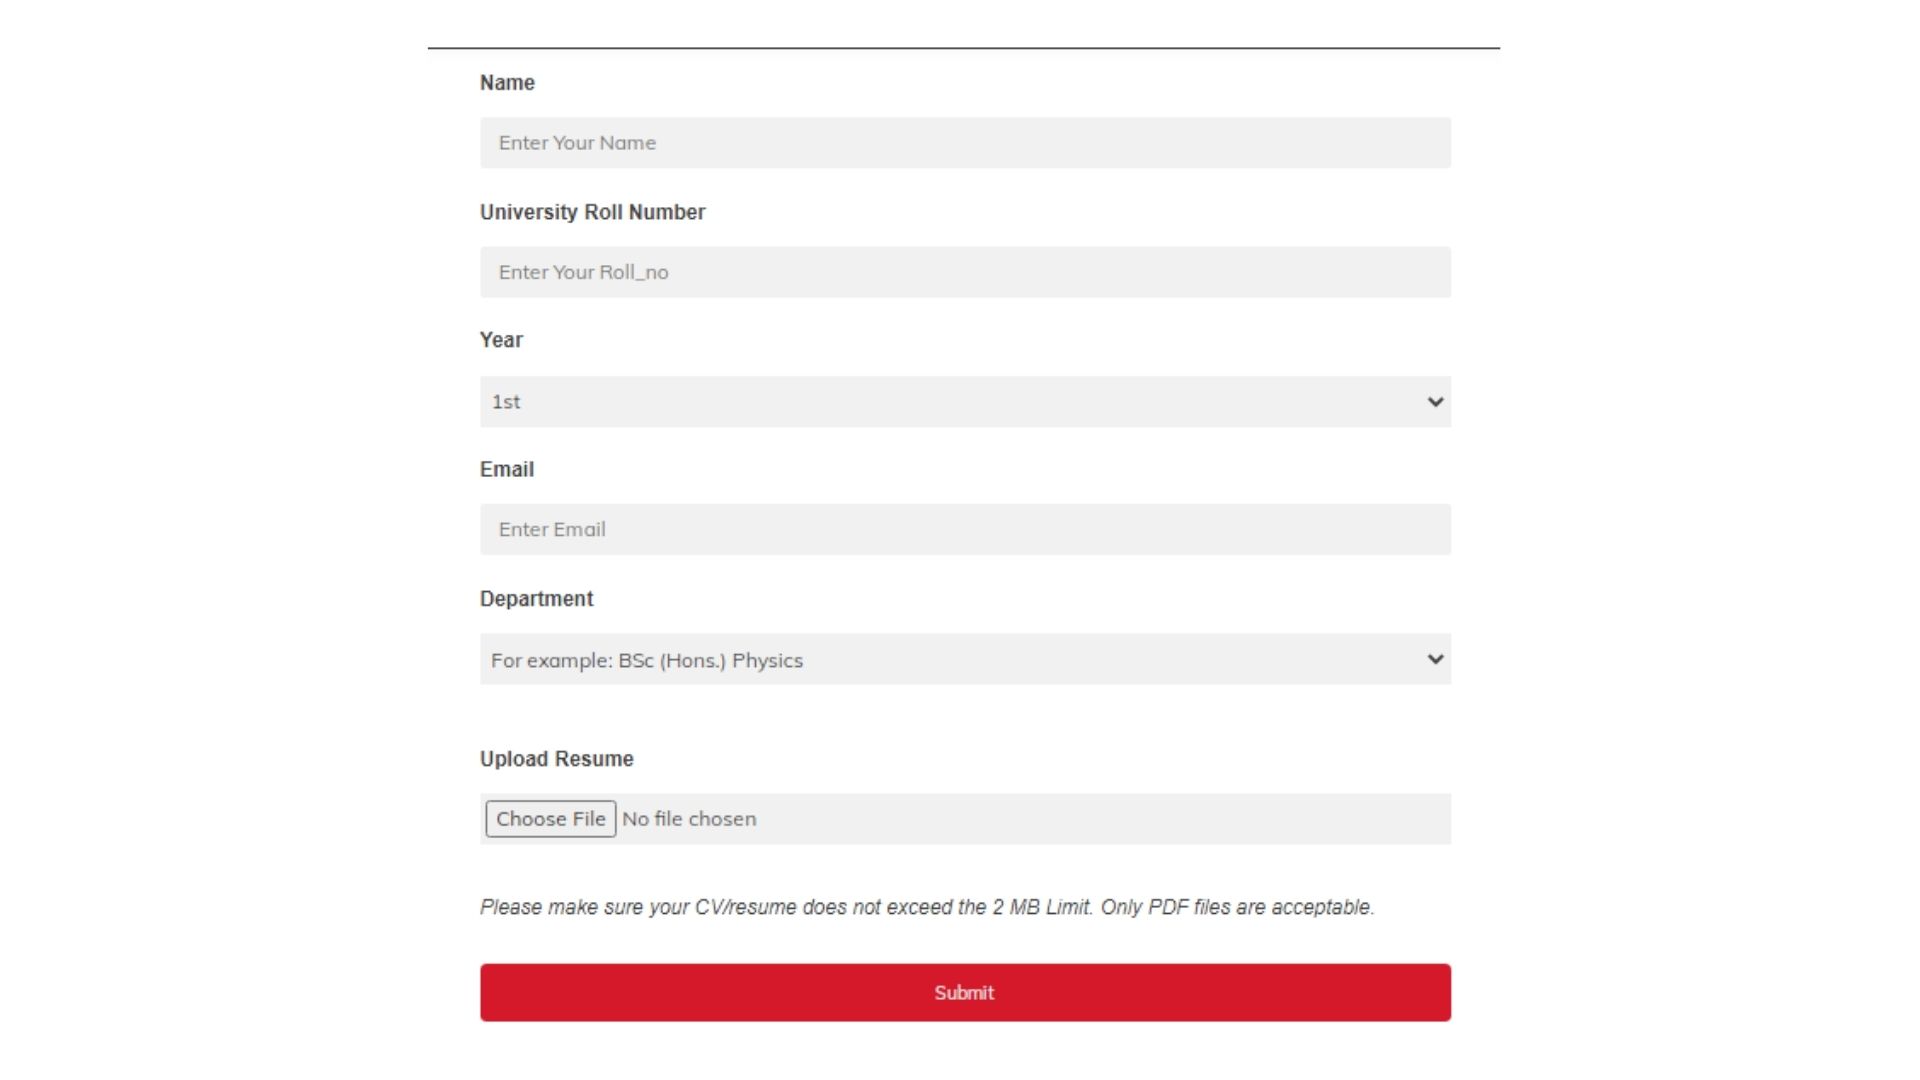 Name
Enter Your Name
University Roll Number
Enter Your Roll_no
Year
1st
Email
Enter Email
Department
For example: BSc (Hons.) Physics
Upload Resume
Choose File No file chosen
Please make sure your CV/resume does not exceed the 2 MB Limit. Only PDF files are acceptable.
Submit